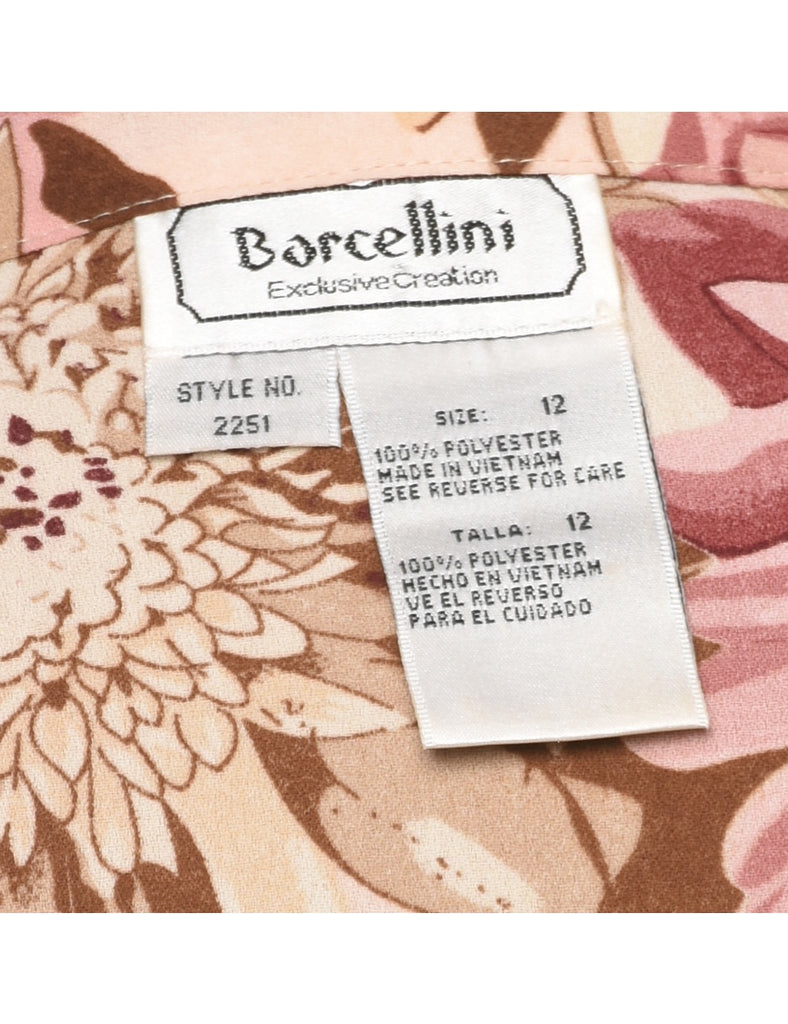 Barcellini
Exclusive Creation
STYLE NO.
2251
SIZE: 12
100% POLYESTER
MADE IN VIETNAM
SEE REVERSE FOR CARE
TALLA: 12
100% POLYESTER
HECHO EN VIETNAM
VE EL REVERSO
PARA EL CUIDADO